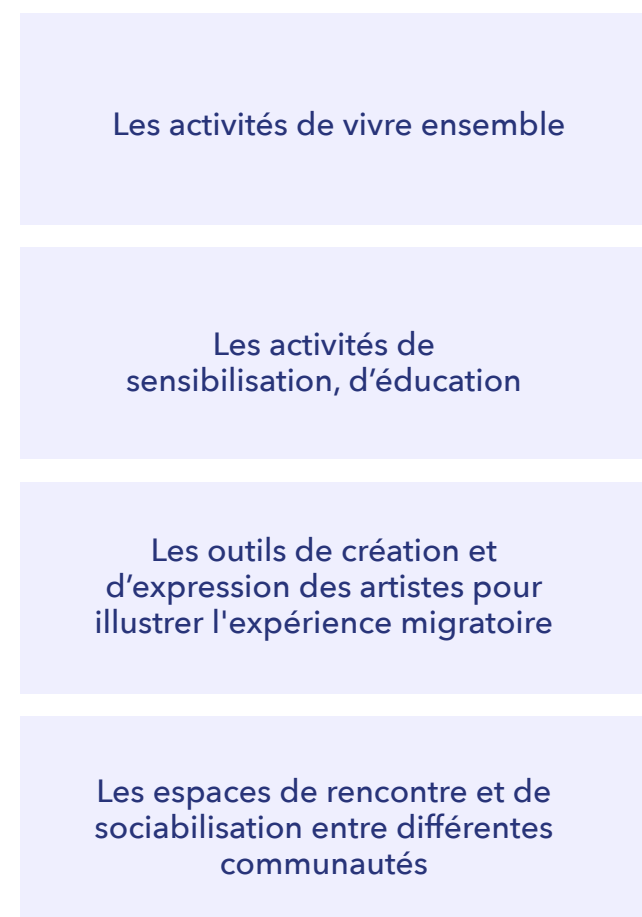 Les activités de vivre ensemble
Les activités de
sensibilisation, d’éducation
Les outils de création et
d’expression des artistes pour
illustrer l'expérience migratoire
Les espaces de rencontre et de
sociabilisation entre différentes
communautés